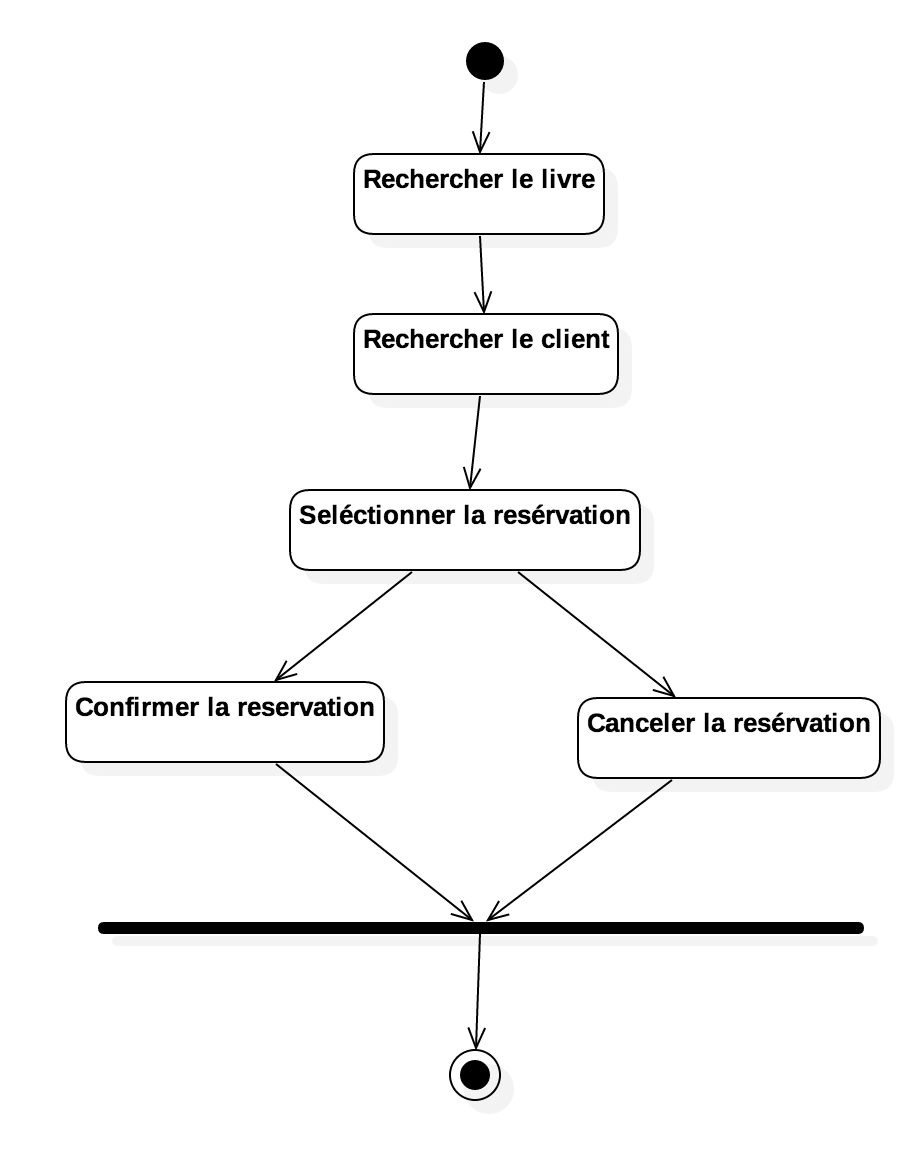 Rechercher le livre
Rechercher le client
Seléctionner la resérvation
Confirmer la reservation
Canceler la resérvation